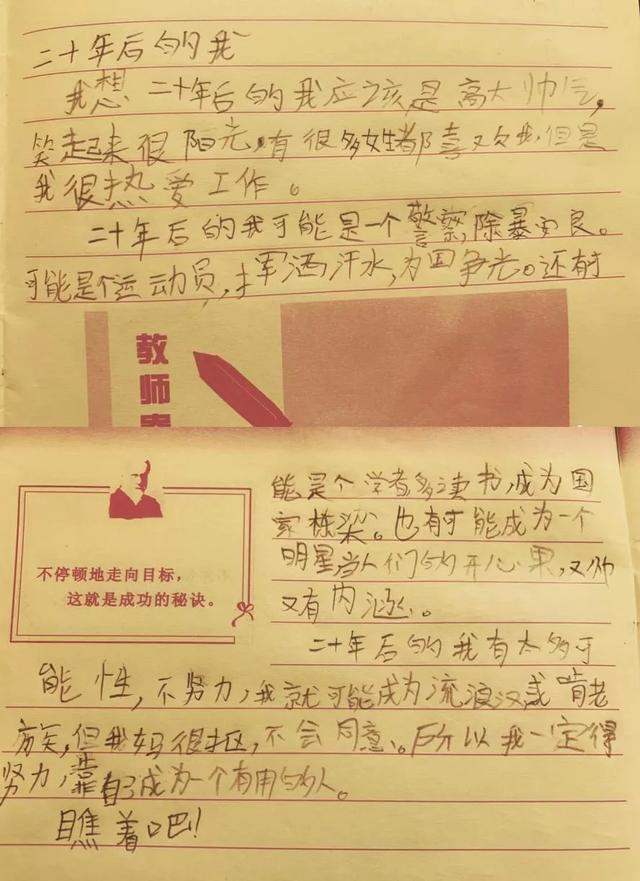 二十年后的我
我想二十年后的我应该是高大帅气,
笑起来很阳光,有很多女生都喜欢我,但是
我很热爱工作。
二十年后的我可能是一个警察,除暴安良。
可能是个运动员,挥洒汗水,为国争光。还有可
教师
能是个学者多读书,成为国
家栋梁。也有可能成为一个
明星当人们的开心果,又帅
又有内涵。
不停顿地走向目标,
这就是成功的秘诀。
二十年后的我有太多可
能性,不努力,我就可能成为流浪汉或啃老
族,但我妈很抠,不会同意。所以我一定得
努力,靠自己成为一个有用的人。
瞧着吧!